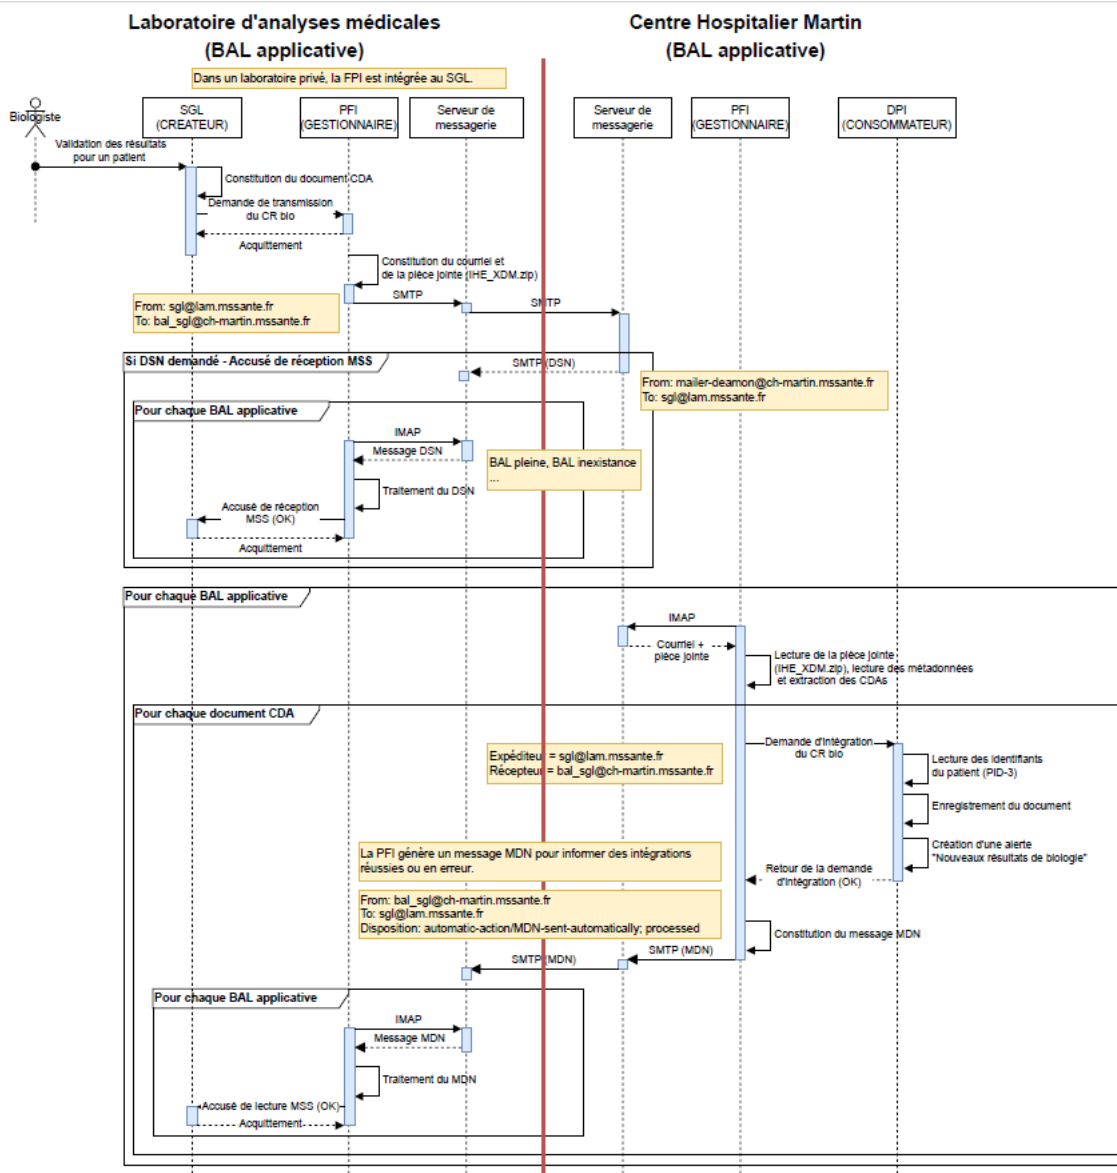 Laboratoire d'analyses médicales
(BAL applicative)
Centre Hospitalier Martin
(BAL applicative)
Dans un laboratoire privé, la FPI est intégrée au SGL.
Biologiste
SGL
(CREATEUR)
PFI
(GESTIONNAIRE)
Serveur de
messagerie
Serveur de
messagerie
PFI
(GESTIONNAIRE)
DPI
(CONSOMMATEUR)
Validation des résultats
pour un patient
Constitution du document CDA
Demande de transmission
du CR bio
Acquittement
Constitution du courriel et
de la pièce jointe (IHE_XDM.zip)
SMTP
SMTP
From: sgl@lam.mssante.fr
To: bal_sgl@ch-martin.mssante.fr
Si DSN demandé - Accusé de réception MSS
SMTP (DSN)
From: mailer-deamon@ch-martin.mssante.fr
To: sgl@lam.mssante.fr
Pour chaque BAL applicative
IMAP
Message DSN
BAL pleine, BAL inexistance
...
Traitement du DSN
Accusé de réception
MSS (OK)
Acquittement
Pour chaque BAL applicative
IMAP
Courriel +
pièce jointe
Lecture de la pièce jointe
(IHE_XDM.zip), lecture des métadonnées
et extraction des CDAs
Pour chaque document CDA
Demande d'intégration
du CR bio
Expéditeur = sgl@lam.mssante.fr
Récepteur = bal_sgl@ch-martin.mssante.fr
Lecture des identifiants
du patient (PID-3)
Enregistrement du document
Création d'une alerte
"Nouveaux résultats de biologie"
La PFI génère un message MDN pour informer des intégrations
réussies ou en erreur.
Retour de la demande
d'intégration (OK)
From: bal_sgl@ch-martin.mssante.fr
To: sgl@lam.mssante.fr
Disposition: automatic-action/MDN-sent-automatically; processed
Constitution du message MDN
SMTP (MDN)
SMTP (MDN)
Pour chaque BAL applicative
IMAP
Message MDN
Traitement du MDN
Accusé de lecture MSS (OK)
Acquittement